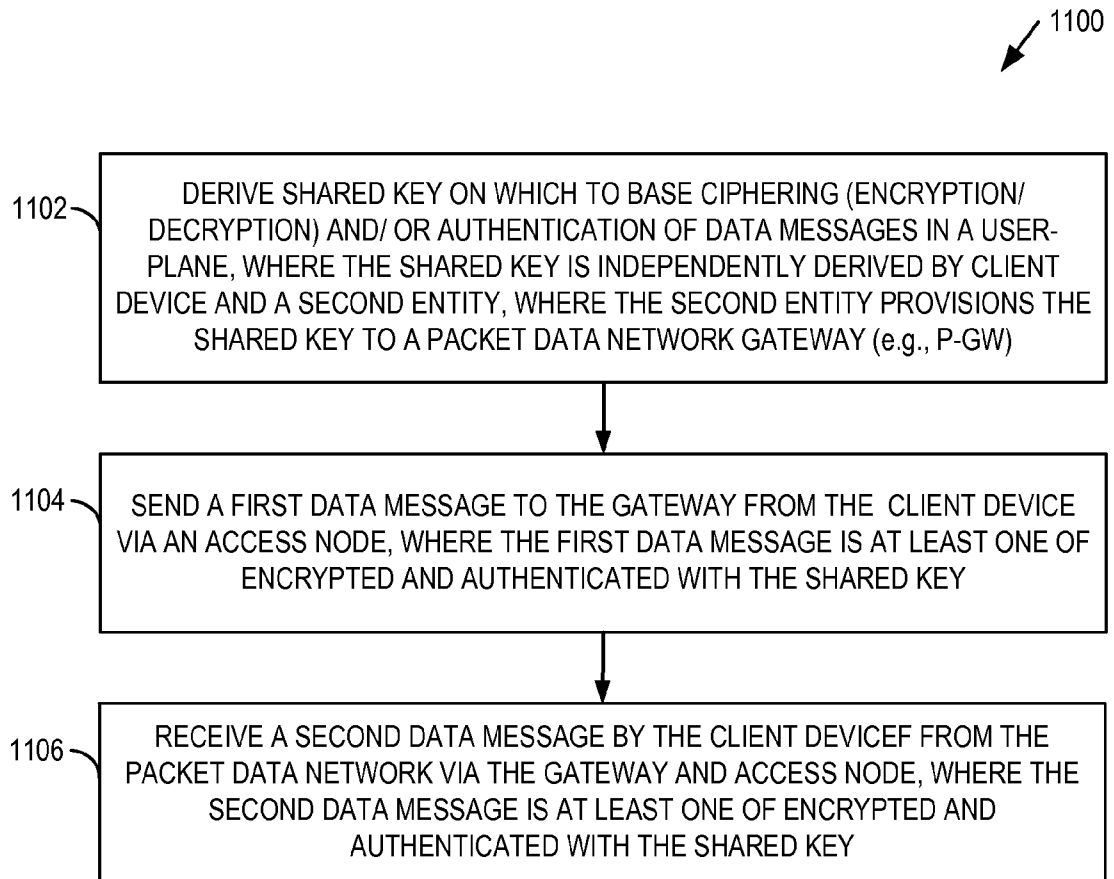 1100
1102
DERIVE SHARED KEY ON WHICH TO BASE CIPHERING (ENCRYPTION/
DECRYPTION) AND/ OR AUTHENTICATION OF DATA MESSAGES IN A USER-
PLANE, WHERE THE SHARED KEY IS INDEPENDENTLY DERIVED BY CLIENT
DEVICE AND A SECOND ENTITY, WHERE THE SECOND ENTITY PROVISIONS THE
SHARED KEY TO A PACKET DATA NETWORK GATEWAY (e.g., P-GW)
1104
SEND A FIRST DATA MESSAGE TO THE GATEWAY FROM THE CLIENT DEVICE
VIA AN ACCESS NODE, WHERE THE FIRST DATA MESSAGE IS AT LEAST ONE OF
ENCRYPTED AND AUTHENTICATED WITH THE SHARED KEY
1106
RECEIVE A SECOND DATA MESSAGE BY THE CLIENT DEVICEF FROM THE
PACKET DATA NETWORK VIA THE GATEWAY AND ACCESS NODE, WHERE THE
SECOND DATA MESSAGE IS AT LEAST ONE OF ENCRYPTED AND
AUTHENTICATED WITH THE SHARED KEY